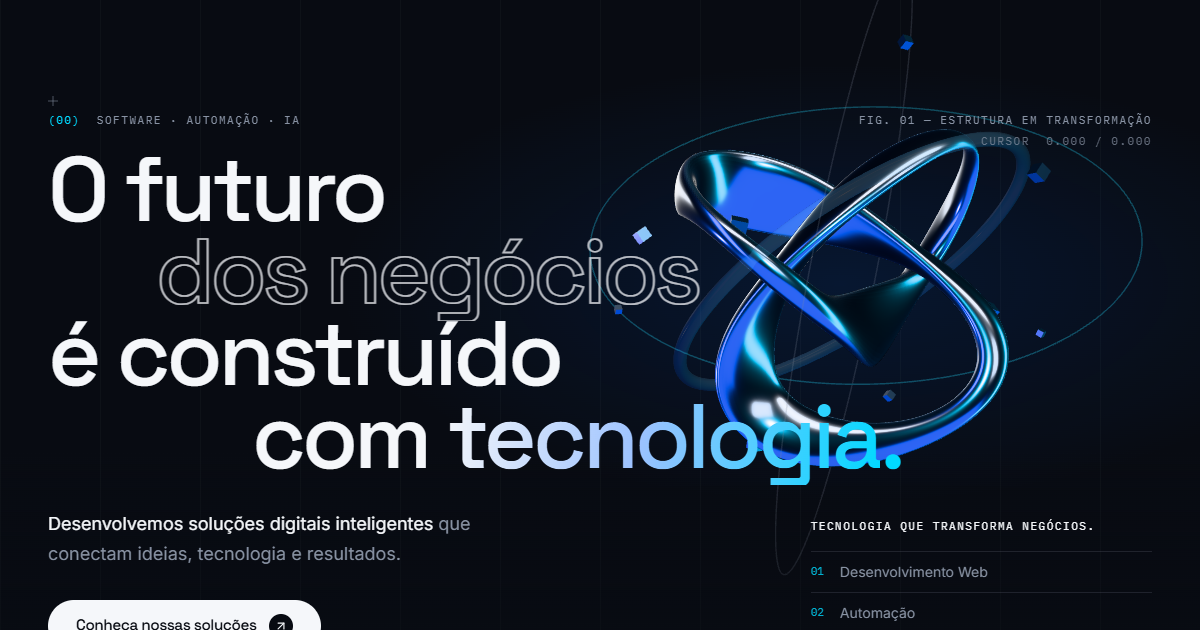 (00) SOFTWARE · AUTOMAÇÃO · IA
FIG. 01 — ESTRUTURA EM TRANSFORMAÇÃO
CURSOR 0.000 / 0.000
O futuro
dos negócios
é construído
com tecnologia.
Desenvolvemos soluções digitais inteligentes que
conectam ideias, tecnologia e resultados.
Conheça nossas soluções
TECNOLOGIA QUE TRANSFORMA NEGÓCIOS.
01 Desenvolvimento Web
02 Automação